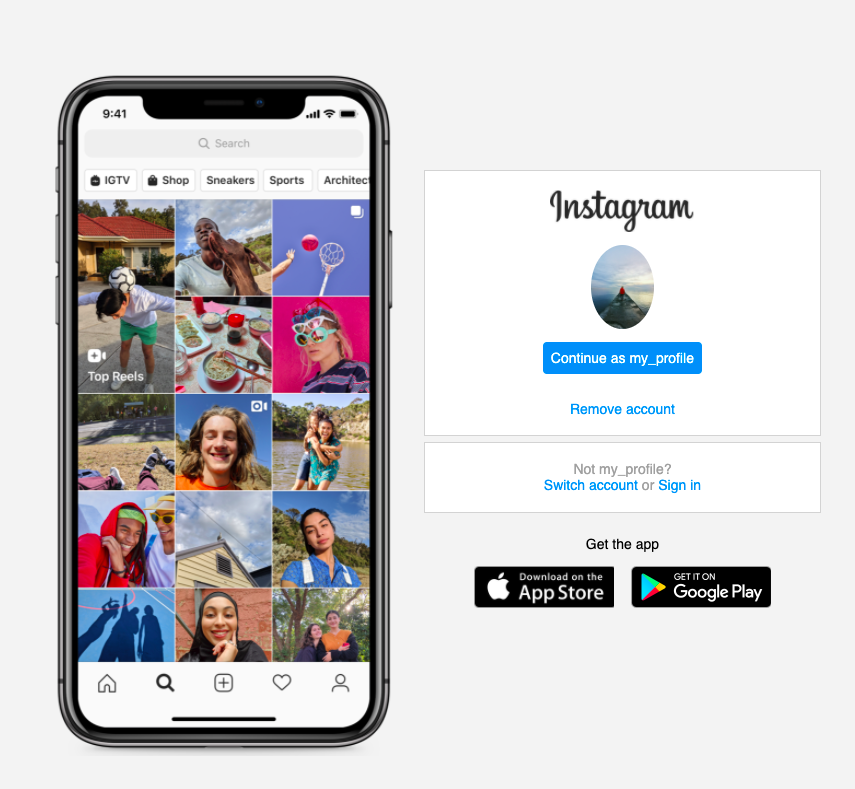 9:41
Search
IGTV
Shop
Sneakers
Sports
Architect
Top Reels
Instagram
Continue as my_profile
Remove account
Not my_profile?
Switch account or Sign in
Get the app
Download on the
App Store
GET IT ON
Google Play